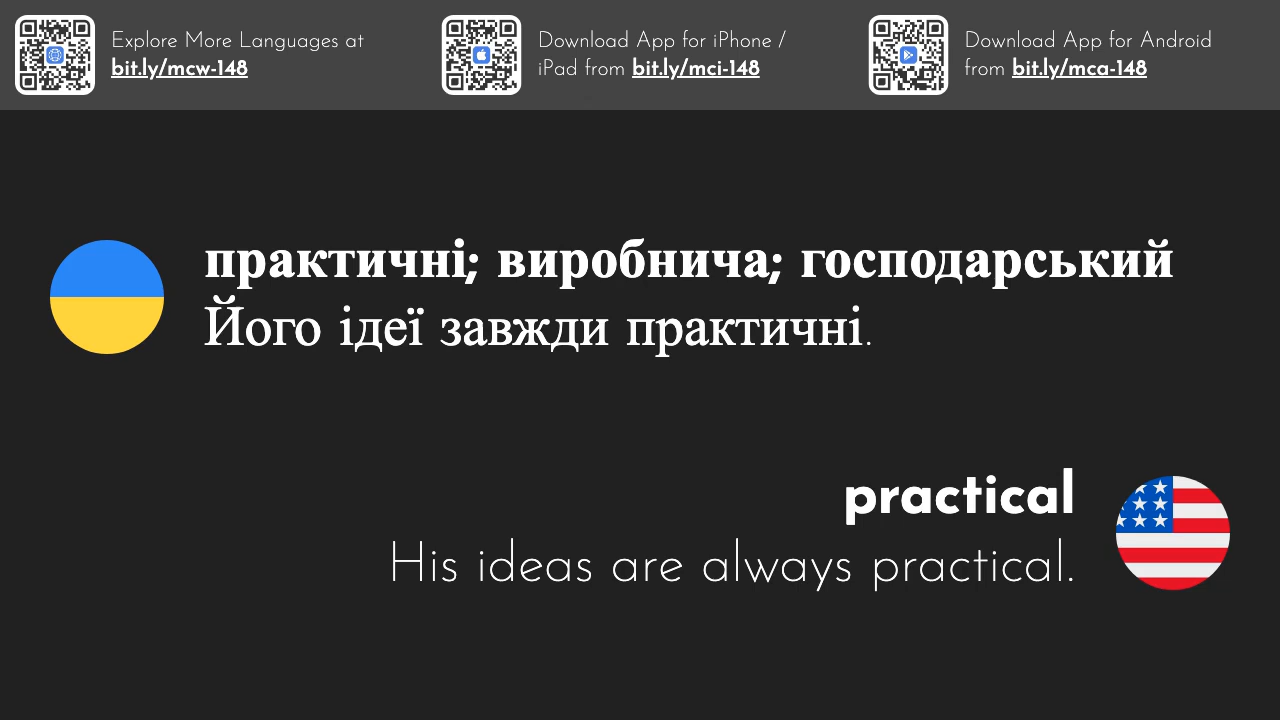 Explore More Languages at
bit.ly/mcw-148
Download App for iPhone /
iPad from bit.ly/mci-148
Download App for Android
from bit.ly/mca-148
практичні; виробнича; господарський
Його ідеї завжди практичні.
practical
His ideas are always practical.